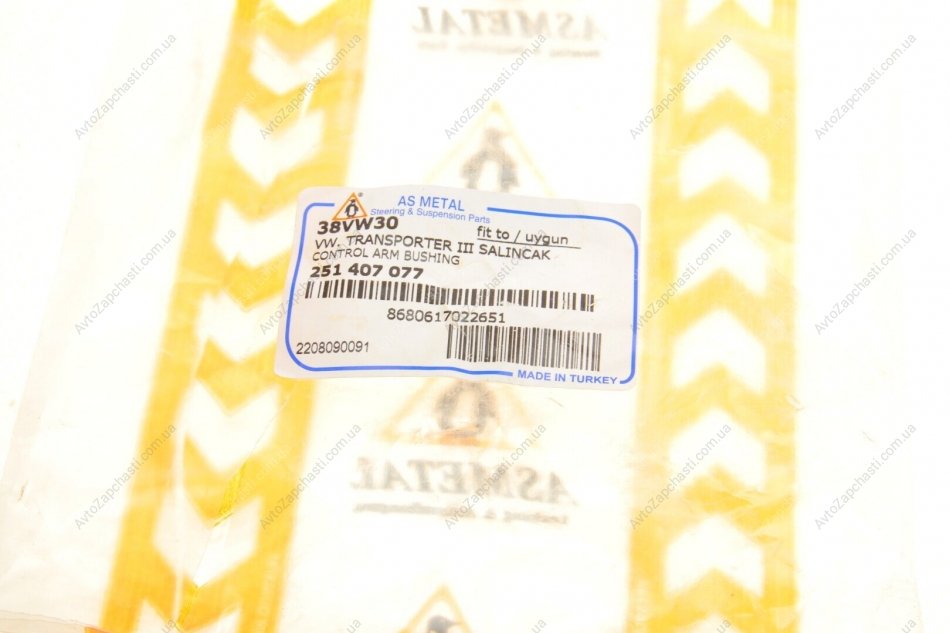 ASMETAL
AS METAL
Steering & Suspension Parts
38VW30 fit to / uygun
VW. TRANSPORTER III SALINCAK
CONTROL ARM BUSHING
251 407 077
8680617022651
2208090091
MADE IN TURKEY
ASMETAL
AvtoZapchasti.com.ua